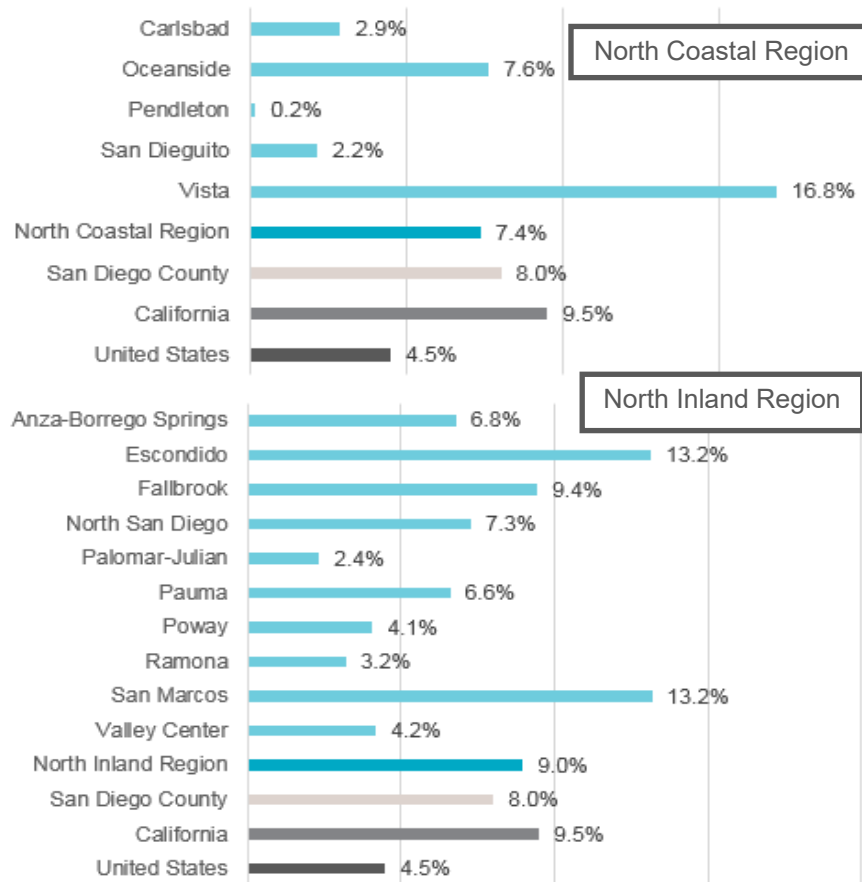 Carlsbad 2.9%
North Coastal Region
Oceanside 7.6%
Pendleton 0.2%
San Dieguito 2.2%
Vista 16.8%
North Coastal Region 7.4%
San Diego County 8.0%
California 9.5%
United States 4.5%
North Inland Region
Anza-Borrego Springs 6.8%
Escondido 13.2%
Fallbrook 9.4%
North San Diego 7.3%
Palomar-Julian 2.4%
Pauma 6.6%
Poway 4.1%
Ramona 3.2%
San Marcos 13.2%
Valley Center 4.2%
North Inland Region 9.0%
San Diego County 8.0%
California 9.5%
United States 4.5%